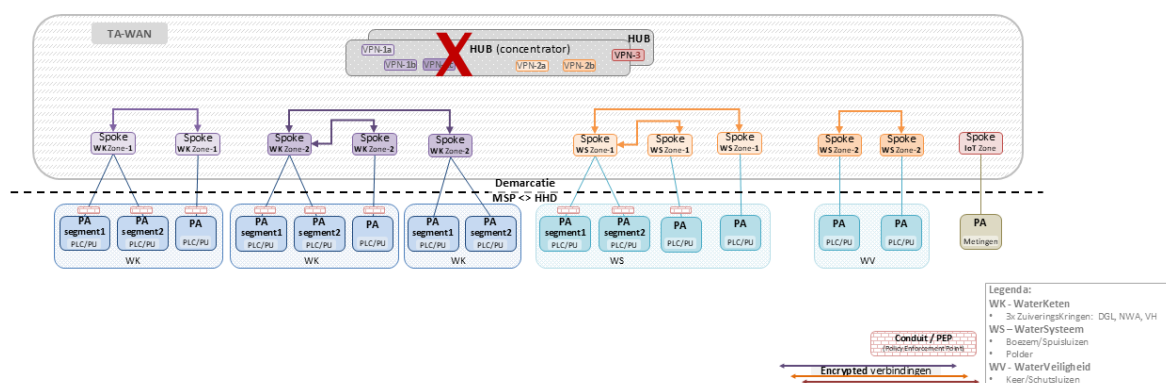 TA-WAN
HUB
HUB (concentrator)
VPN-1a
VPN-1b
VPN-3
VPN-2a
VPN-2b
Spoke
WK Zone-1
Spoke
WK Zone-1
Spoke
WK Zone-2
Spoke
WK Zone-2
Spoke
WK Zone-2
Spoke
WS Zone-1
Spoke
WS Zone-1
Spoke
WS Zone-1
Spoke
WS Zone-2
Spoke
WS Zone-2
Spoke
IoT Zone
Demarcatie
MSP <> HHD
PA
segment1
PLC/PU
PA
segment2
PLC/PU
PA
PLC/PU
WK
PA
segment1
PLC/PU
PA
segment2
PLC/PU
PA
PLC/PU
WK
PA
PLC/PU
PA
PLC/PU
WK
PA
segment1
PLC/PU
PA
segment2
PLC/PU
PA
PLC/PU
PA
PLC/PU
WS
PA
PLC/PU
PA
PLC/PU
WV
PA
Metingen
Conduit / PEP
(Policy Enforcement Point)
Encrypted verbindingen
Legenda:
WK - WaterKeten
• 3x ZuiveringsKringen: DGL, NWA, VH
WS – WaterSysteem
• Boezem/Spuisluizen
• Polder
WV - WaterVeiligheid
• Keer/Schutsluizen